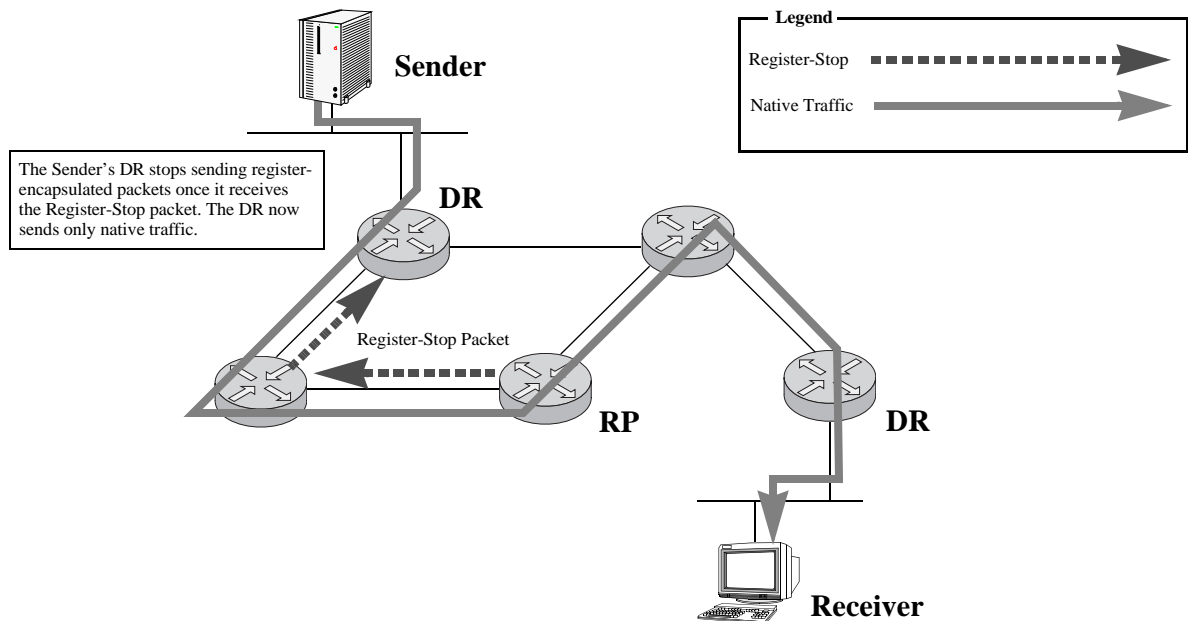 Legend
Sender
Register-Stop
Native Traffic
The Sender’s DR stops sending register-
encapsulated packets once it receives
the Register-Stop packet. The DR now
sends only native traffic.
DR
Register-Stop Packet
RP
DR
Receiver